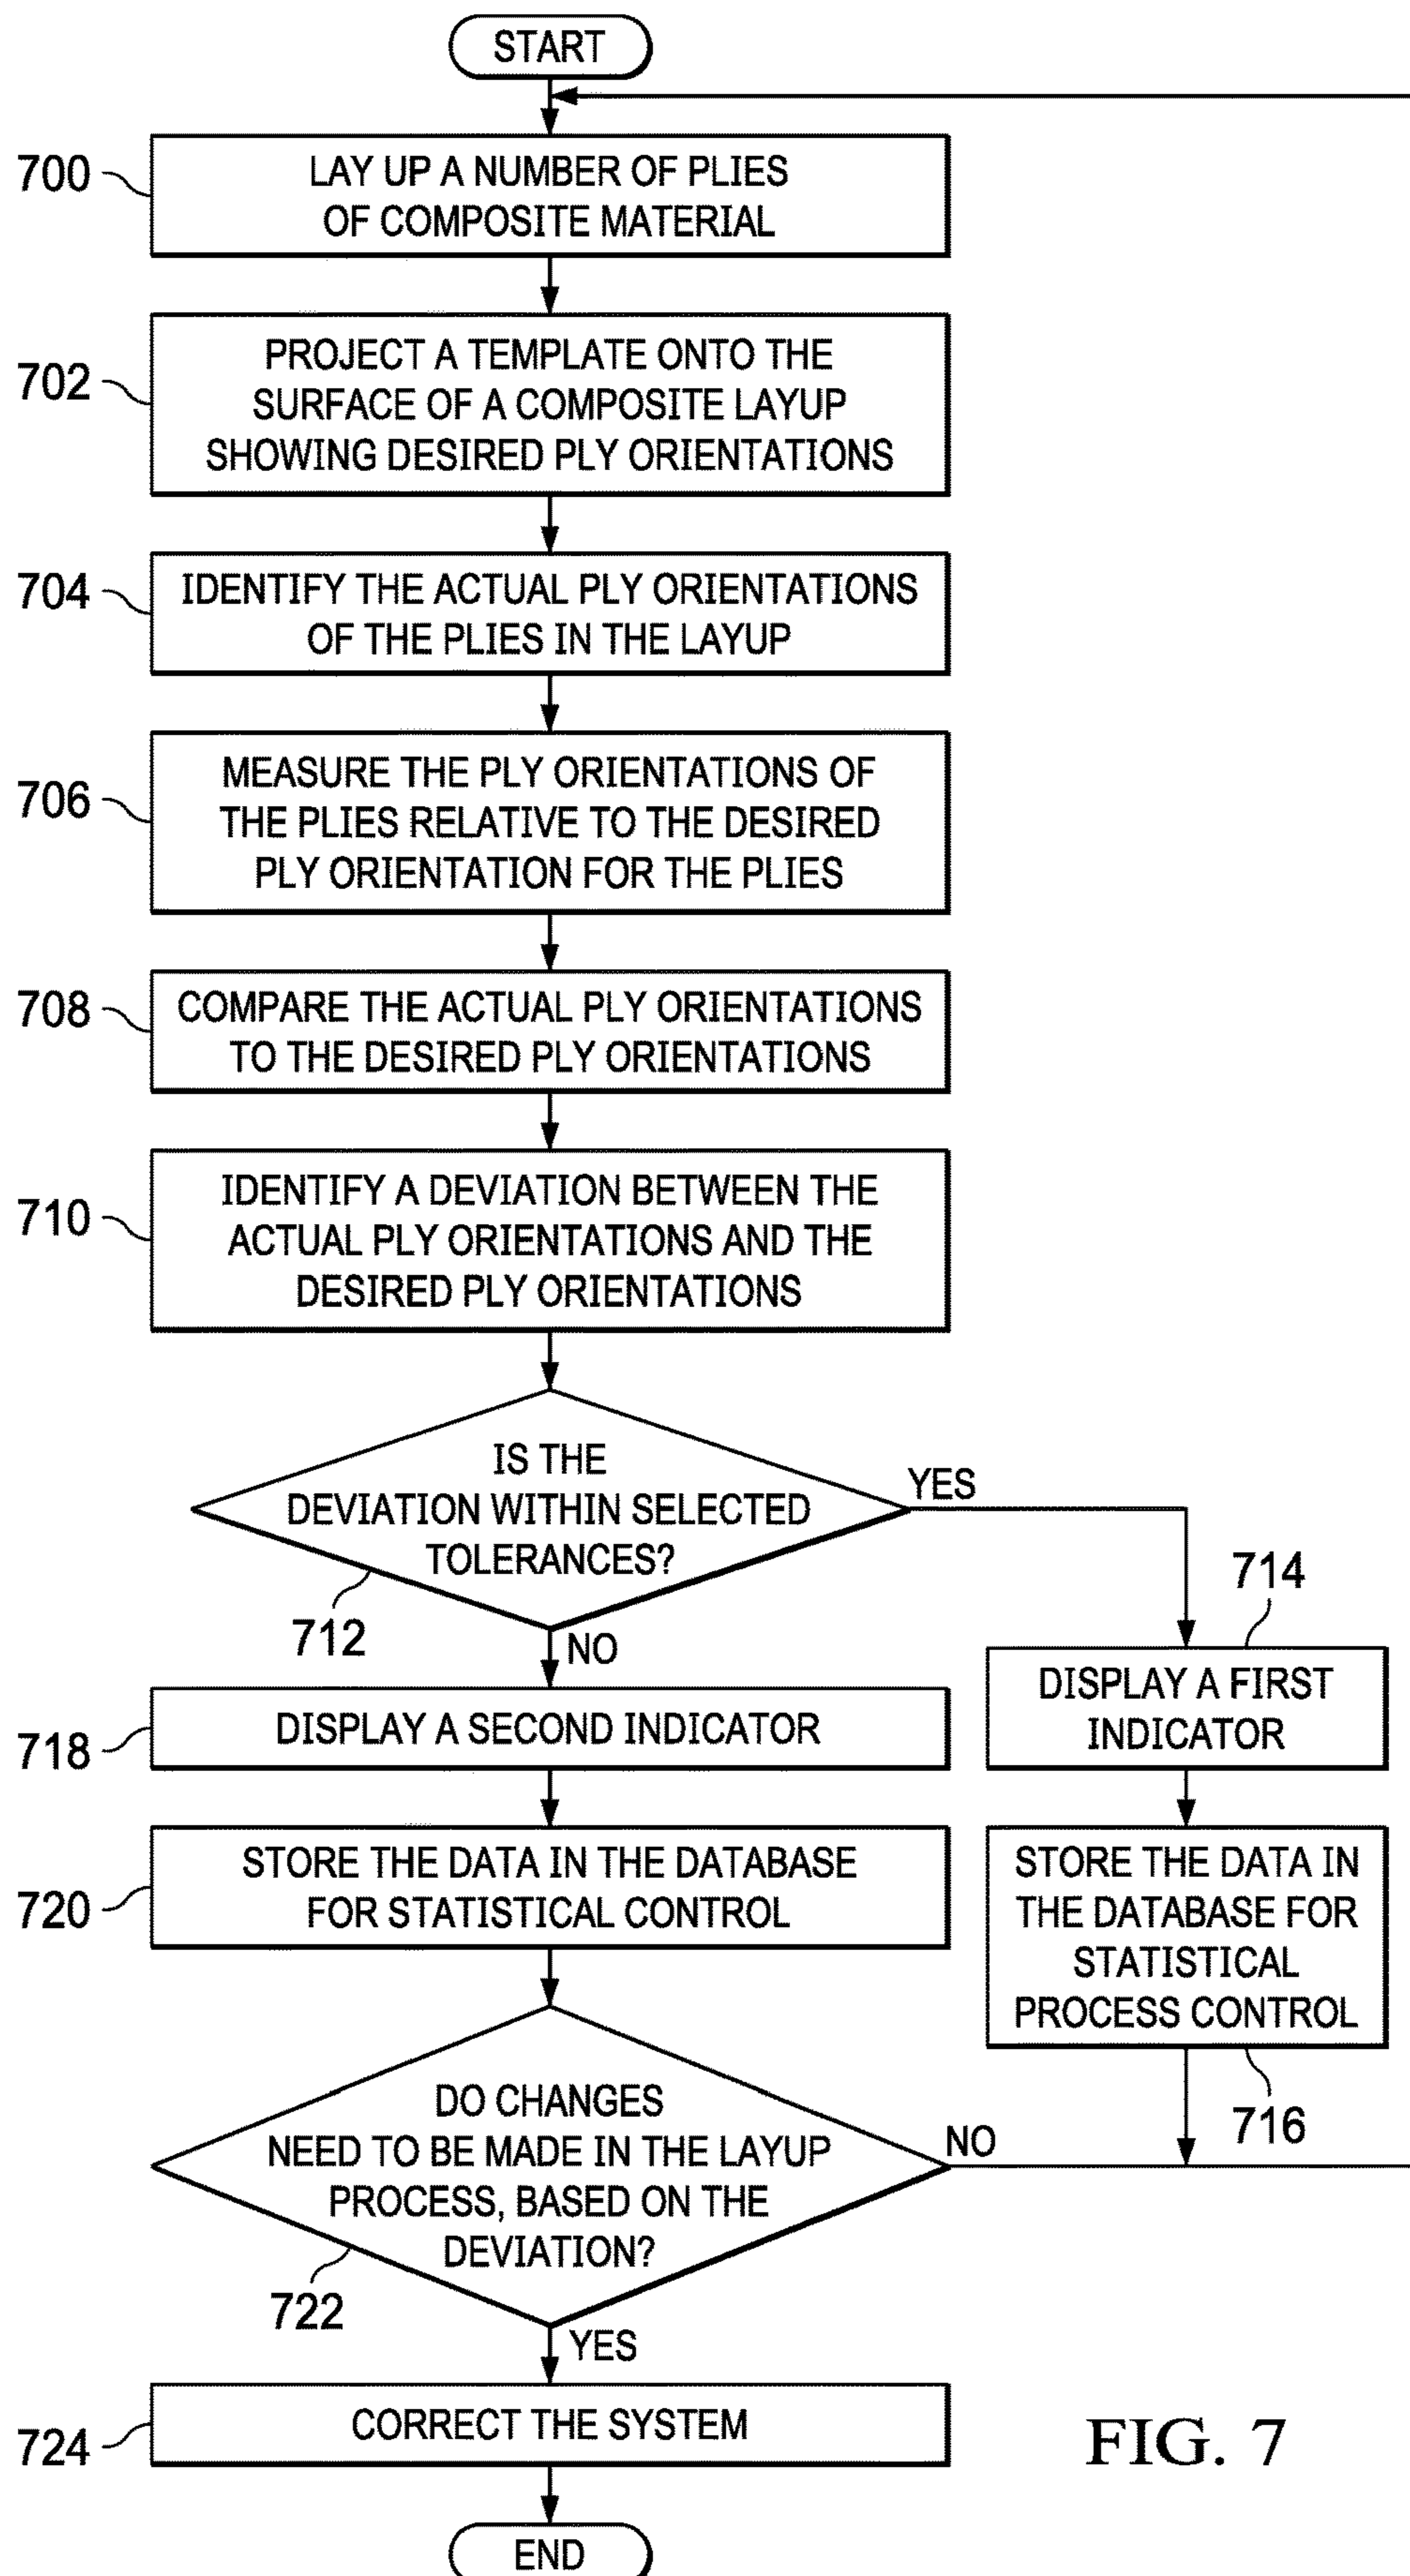 START
700
LAY UP A NUMBER OF PLIES
OF COMPOSITE MATERIAL
702
PROJECT A TEMPLATE ONTO THE
SURFACE OF A COMPOSITE LAYUP
SHOWING DESIRED PLY ORIENTATIONS
704
IDENTIFY THE ACTUAL PLY ORIENTATIONS
OF THE PLIES IN THE LAYUP
706
MEASURE THE PLY ORIENTATIONS OF
THE PLIES RELATIVE TO THE DESIRED
PLY ORIENTATION FOR THE PLIES
708
COMPARE THE ACTUAL PLY ORIENTATIONS
TO THE DESIRED PLY ORIENTATIONS
710
IDENTIFY A DEVIATION BETWEEN THE
ACTUAL PLY ORIENTATIONS AND THE
DESIRED PLY ORIENTATIONS
IS THE
DEVIATION WITHIN SELECTED
TOLERANCES?
712
YES
NO
714
DISPLAY A FIRST
INDICATOR
STORE THE DATA IN
THE DATABASE FOR
STATISTICAL
PROCESS CONTROL
716
718
DISPLAY A SECOND INDICATOR
720
STORE THE DATA IN THE DATABASE
FOR STATISTICAL CONTROL
DO CHANGES
NEED TO BE MADE IN THE LAYUP
PROCESS, BASED ON THE
DEVIATION?
722
NO
YES
724
CORRECT THE SYSTEM
END
FIG. 7